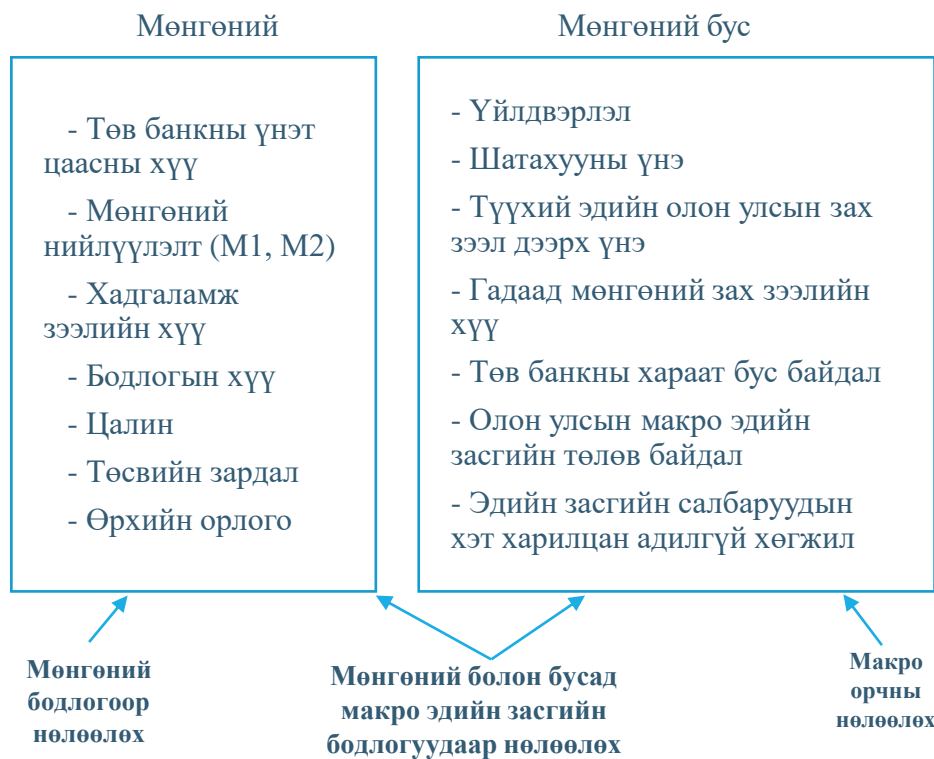 Мөнгөний
- Төв банкны үнэт
цаасны хүү
- Мөнгөний
нийлүүлэлт (М1, М2)
- Хадгаламж
зээлийн хүү
- Бодлогын хүү
- Цалин
- Төсвийн зардал
- Өрхийн орлого
Мөнгөний бус
- Үйлдвэрлэл
- Шатахууны үнэ
- Түүхий эдийн олон улсын зах
зээл дээрх үнэ
- Гадаад мөнгөний зах зээлийн
хүү
- Төв банкны хараат бус байдал
- Олон улсын макро эдийн
засгийн төлөв байдал
- Эдийн засгийн салбаруудын
хэт харилцан адилгүй хөгжил
Мөнгөний
бодлогоор
нөлөөлөх
Мөнгөний болон бусад
макро эдийн засгийн
бодлогуудаар нөлөөлөх
Макро
орчны
нөлөөлөх